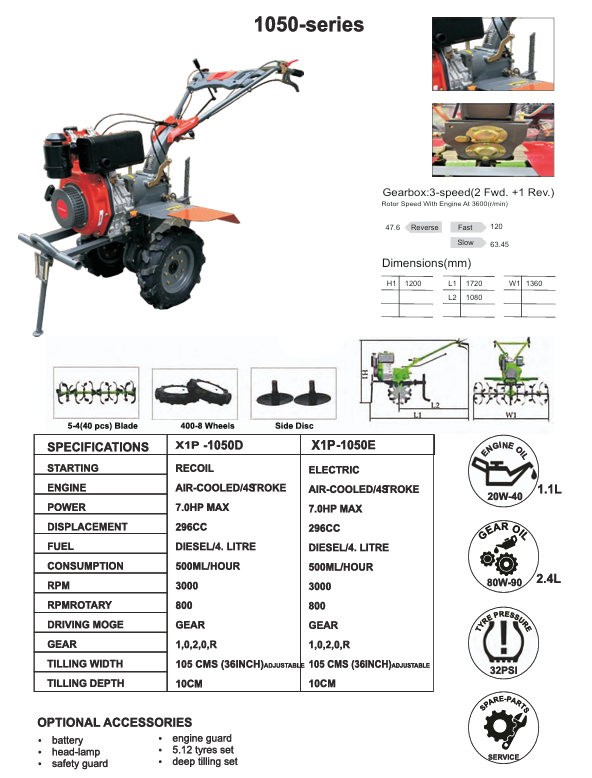 1050-series
Gearbox:3-speed(2 Fwd. +1 Rev.)
Rotor Speed With Engine At 3600(r/min)
47.6 Reverse Fast 120
Slow 63.45
Dimensions(mm)
H1 1200 L1 1720 W1 1360
L2 1080
H1
L2
L1
W1
5-4(40 pcs) Blade
400-8 Wheels
Side Disc
SPECIFICATIONS X1P -1050D X1P-1050E
STARTING RECOIL ELECTRIC
ENGINE AIR-COOLED/4STROKE AIR-COOLED/4STROKE
POWER 7.0HP MAX 7.0HP MAX
DISPLACEMENT 296CC 296CC
FUEL DIESEL/4. LITRE DIESEL/4. LITRE
CONSUMPTION 500ML/HOUR 500ML/HOUR
RPM 3000 3000
RPMROTARY 800 800
DRIVING MOGE GEAR GEAR
GEAR 1,0,2,0,R 1,0,2,0,R
TILLING WIDTH 105 CMS (36INCH)ADJUSTABLE 105 CMS (36INCH)ADJUSTABLE
TILLING DEPTH 10CM 10CM
ENGINE OIL
20W-40
1.1L
GEAR OIL
80W-90
2.4L
TYRE PRESSURE
32PSI
SPARE-PARTS
SERVICE
OPTIONAL ACCESSORIES
• battery
• head-lamp
• safety guard
• engine guard
• 5.12 tyres set
• deep tilling set